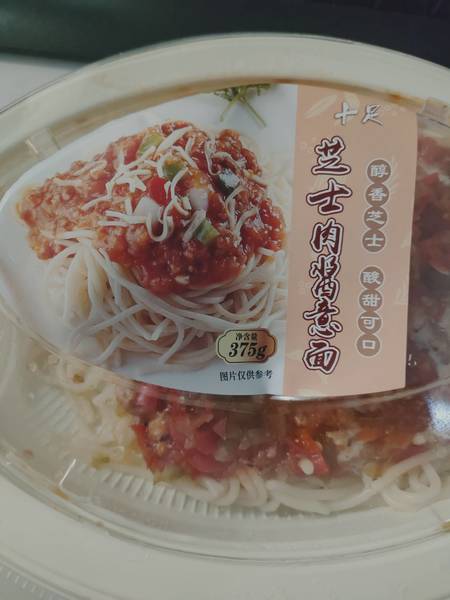 十足
芝士肉酱意面
醇香芝士
酸甜可口
净含量
375g
图片仅供参考